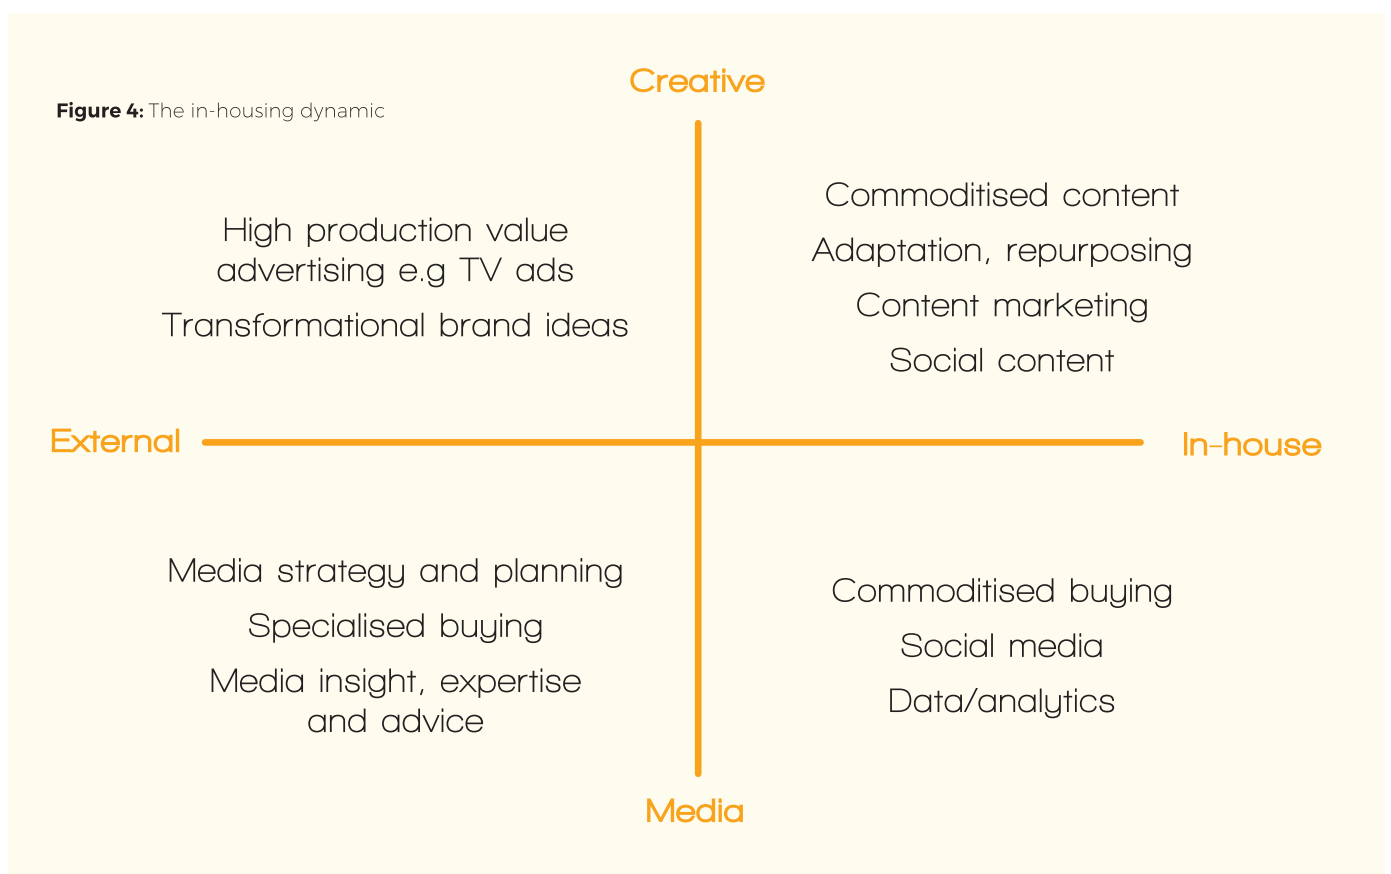 Creative
Figure 4: The in-housing dynamic
High production value
advertising e.g TV ads
Transformational brand ideas
Commoditised content
Adaptation, repurposing
Content marketing
Social content
External
In-house
Media strategy and planning
Specialised buying
Media insight, expertise
and advice
Commoditised buying
Social media
Data/analytics
Media